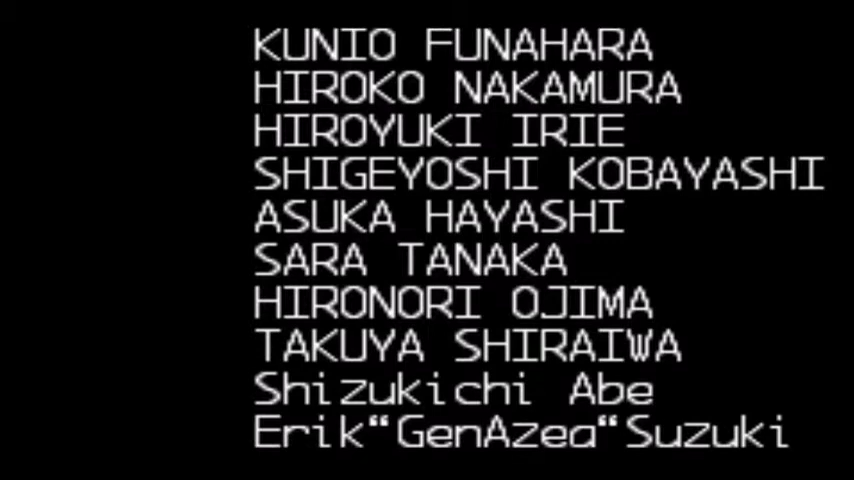 KUNIO FUNAHARA
HIROKO NAKAMURA
HIROYUKI IRIE
SHIGEYOSHI KOBAYASHI
ASUKA HAYASHI
SARA TANAKA
HIRONORI OJIMA
TAKUYA SHIRAIWA
Shizukichi Abe
Erik“GenAzea“Suzuki